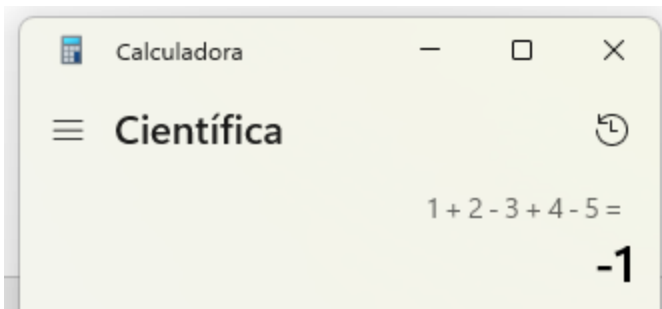 Calculadora
Científica
1 + 2 - 3 + 4 - 5 =
-1